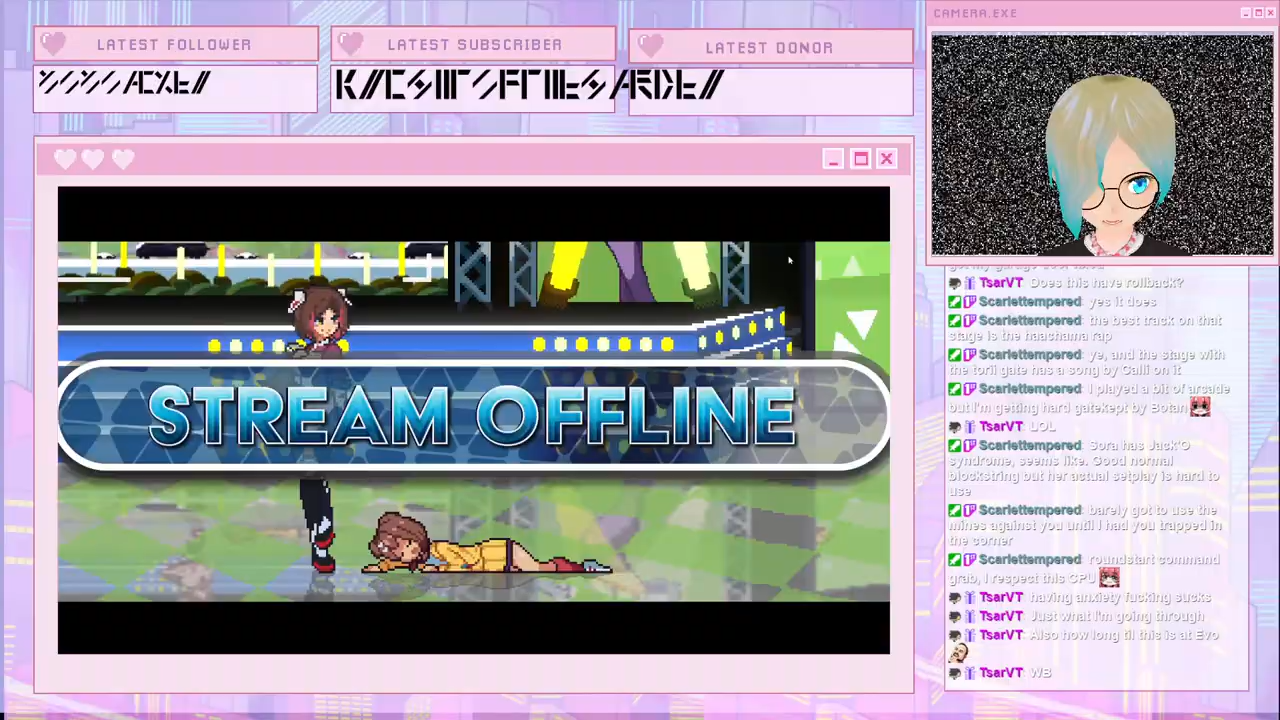 CAMERA.EXE
LATEST FOLLOWER
LATEST SUBSCRIBER
LATEST DONOR
STREAM OFFLINE
TsarVT: Does this have rollback?
Scarlettempered: yes it does
Scarlettempered: the best track on that
stage is the haachama rap
Scarlettempered: ye, and the stage with
the torii gate has a song by Calli on it
Scarlettempered: I played a bit of arcade
but I'm getting hard gatekept by Botan
TsarVT: LOL
Scarlettempered: Sora has Jack'O
syndrome, seems like. Good normal
blockstring but her actual setplay is hard to
use
Scarlettempered: barely got to use the
mines against you until I had you trapped in
the corner
Scarlettempered: roundstart command
grab, I respect this CPU
TsarVT: having anxiety fucking sucks
TsarVT: Just what I'm going through
TsarVT: Also how long til this is at Evo
TsarVT: WB